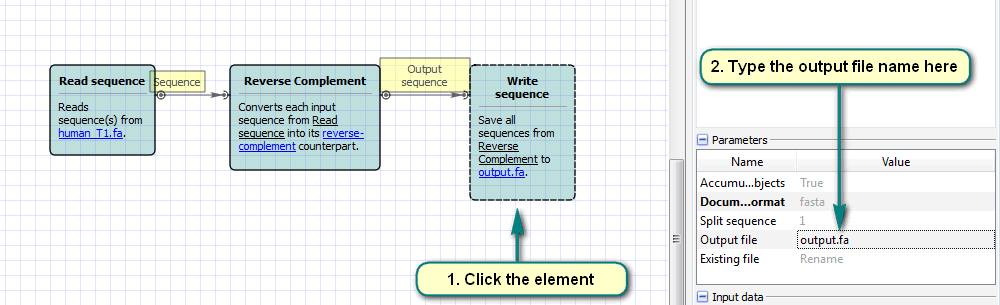 Read sequence
Reads
sequence(s) from
human_T1.fa.
Sequence
Reverse Complement
Converts each input
sequence from Read
sequence into its reverse-
complement counterpart.
Output
sequence
Write
sequence
Save all
sequences from
Reverse
Complement to
output.fa.
1. Click the element
2. Type the output file name here
Parameters
Name Value
Accumu...bjects True
Docum...ormat fasta
Split sequence 1
Output file output.fa
Existing file Rename
Input data